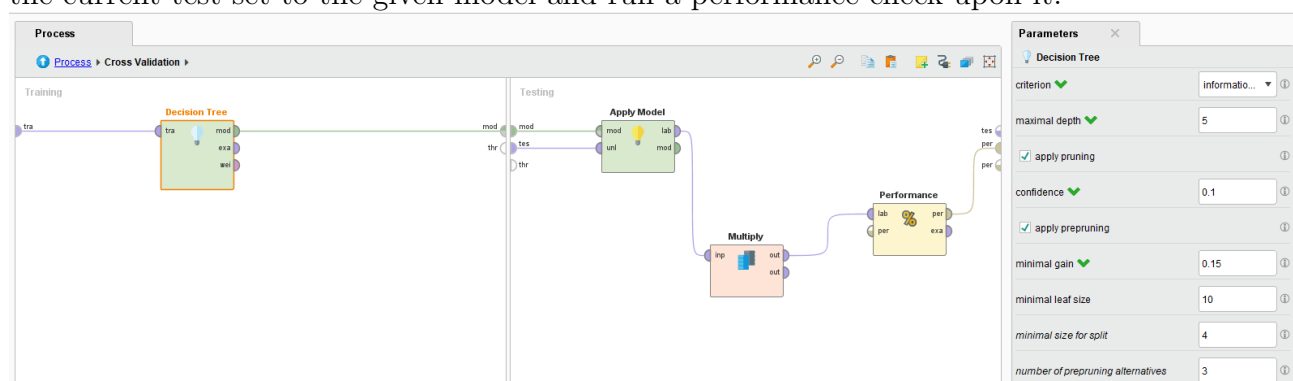 the current test set to the given model and run a performance check upon it.
Process
Process ▸ Cross Validation ▸
Training
Testing
Decision Tree
tra
tra
mod
exa
wei
mod
thr
mod
tes
thr
Apply Model
mod
unl
lab
mod
Multiply
inp
out
out
Performance
lab
per
per
exa
tes
per
per
Parameters ×
Decision Tree
criterion
informatio...
maximal depth
5
apply pruning
confidence
0.1
apply prepruning
minimal gain
0.15
minimal leaf size
10
minimal size for split
4
number of prepruning alternatives
3